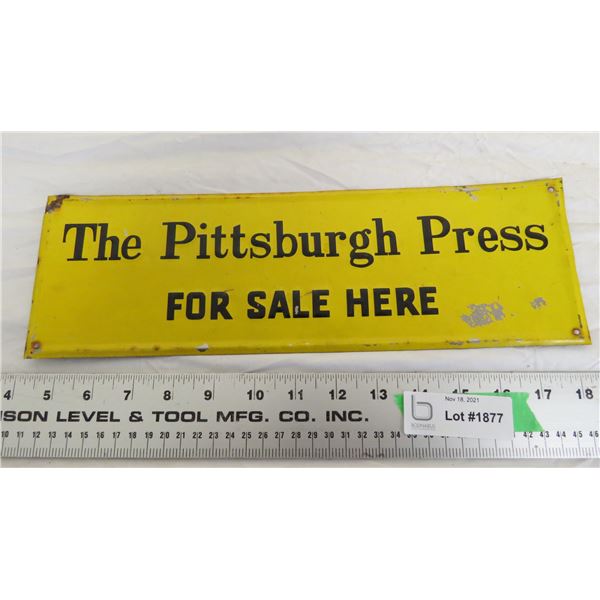 The Pittsburgh Press
FOR SALE HERE
4 5 6 7 8 9 10 11 12 13 14 15 16 17 18
SON LEVEL & TOOL MFG. CO. INC.
Nov 18, 2021
Lot #1877